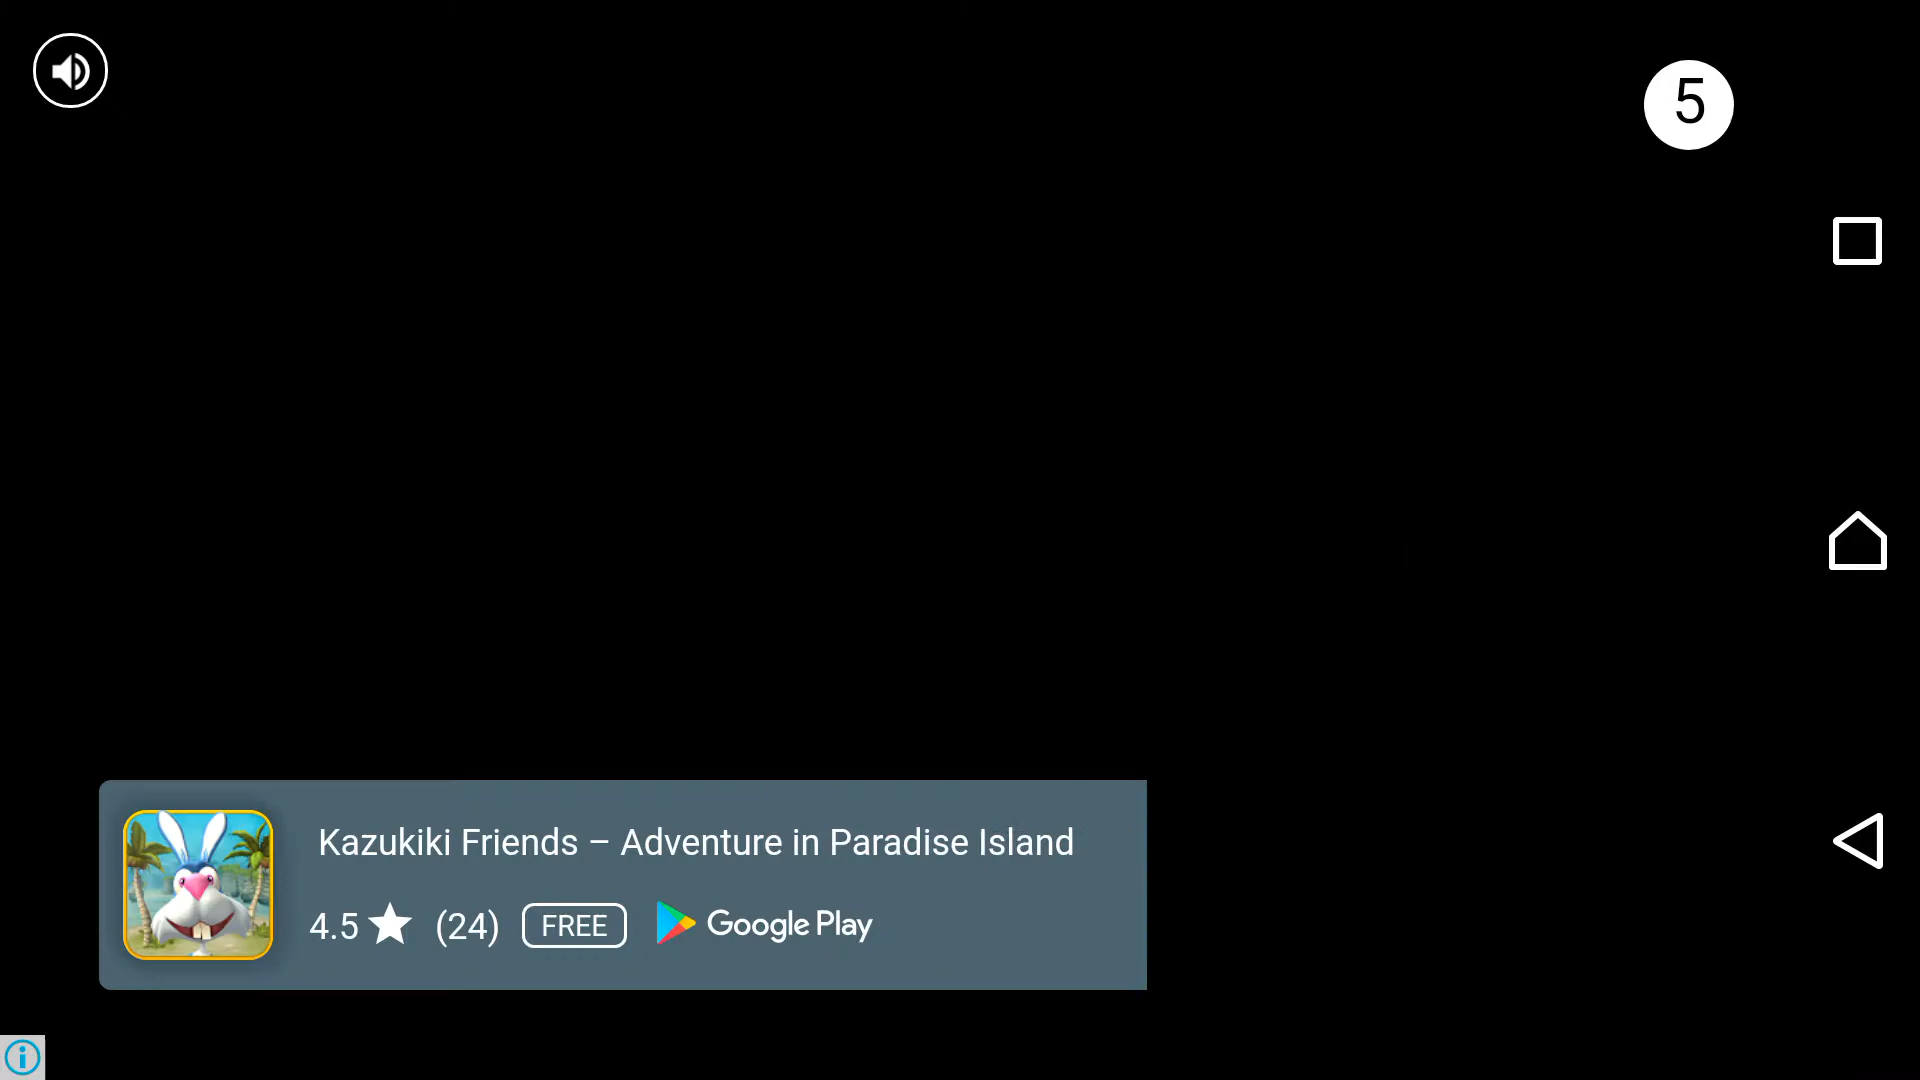 5
Kazukiki Friends – Adventure in Paradise Island
4.5 ★ (24) FREE Google Play